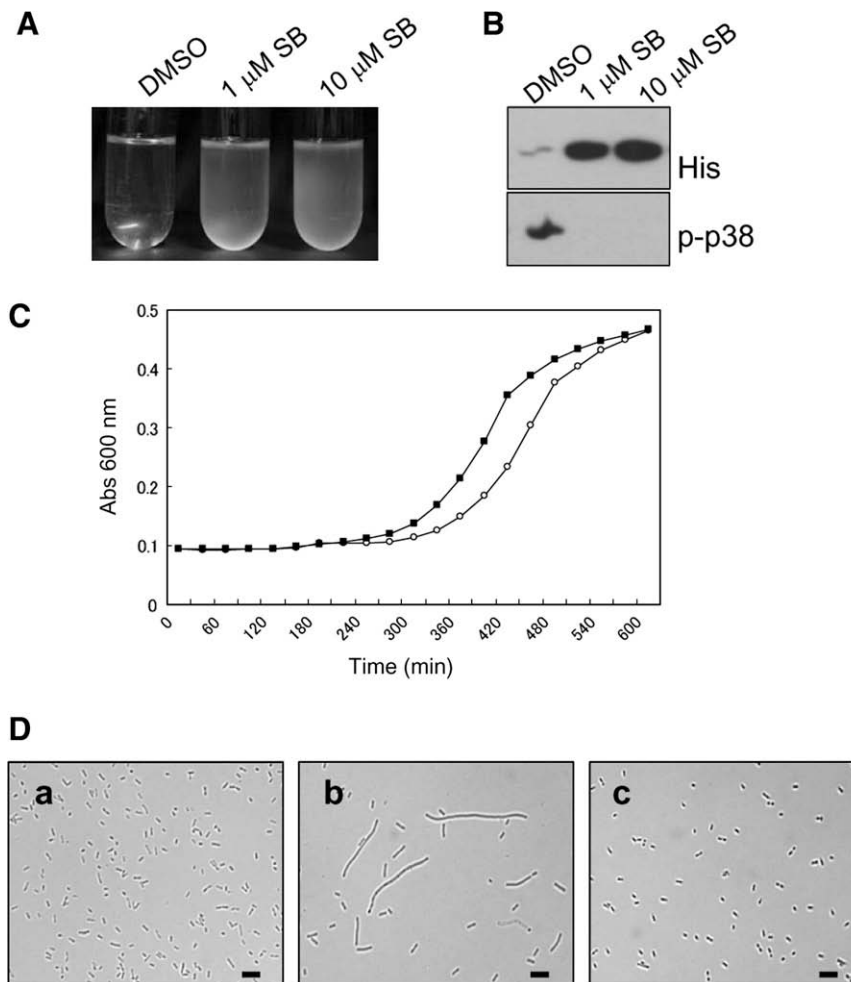 A
DMSO
1 μM SB
10 μM SB
B
DMSO
1 μM SB
10 μM SB
His
p-p38
C
0.5
0.4
0.3
0.2
0.1
0
Abs 600 nm
0
60
120
180
240
300
360
420
480
540
600
Time (min)
D
a
b
c